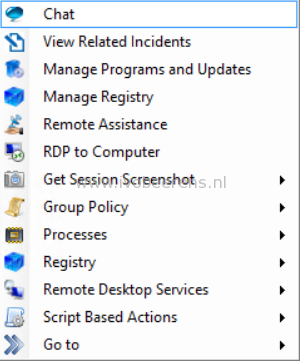 Chat
View Related Incidents
Manage Programs and Updates
Manage Registry
Remote Assistance
RDP to Computer
Get Session Screenshot
Group Policy
Processes
Registry
Remote Desktop Services
Script Based Actions
Go to